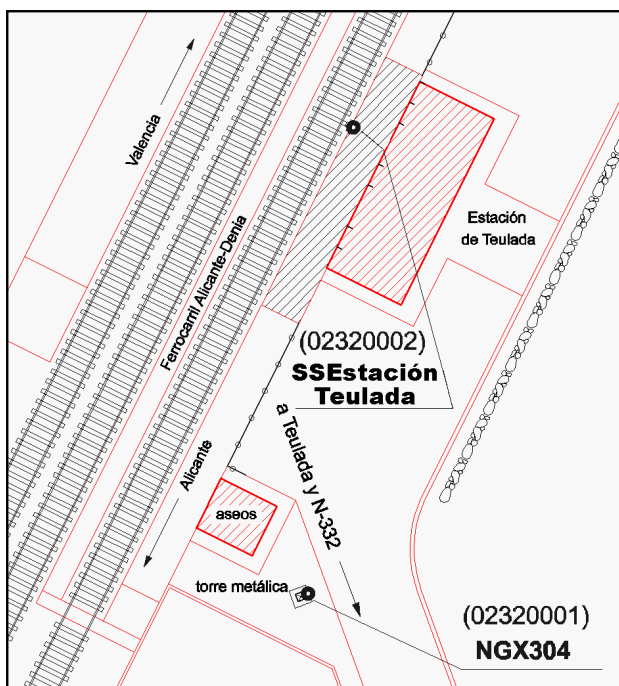 Valencia
Ferrocarril Alicante-Denia
Estación
de Teulada
(02320002)
SSEstación
Teulada
a Teulada y N-332
Alicante
aseos
torre metálica
(02320001)
NGX304